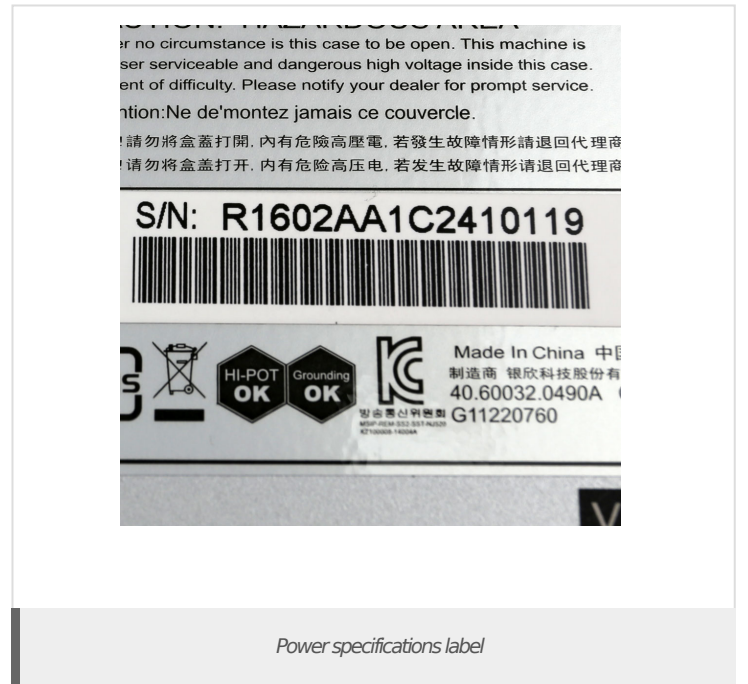 er no circumstance is this case to be open. This machine is
ser serviceable and dangerous high voltage inside this case.
ent of difficulty. Please notify your dealer for prompt service.
ntion:Ne de'montez jamais ce couvercle.
!請勿將盒蓋打開, 內有危險高壓電, 若發生故障情形請退回代理商
!请勿将盒盖打开, 内有危险高压电, 若发生故障情形请退回代理商
S/N: R1602AA1C2410119
HI-POT OK
Grounding OK
방송통신위원회
Made In China 中国
制造商 银欣科技股份有
40.60032.0490A
G11220760
Power specifications label